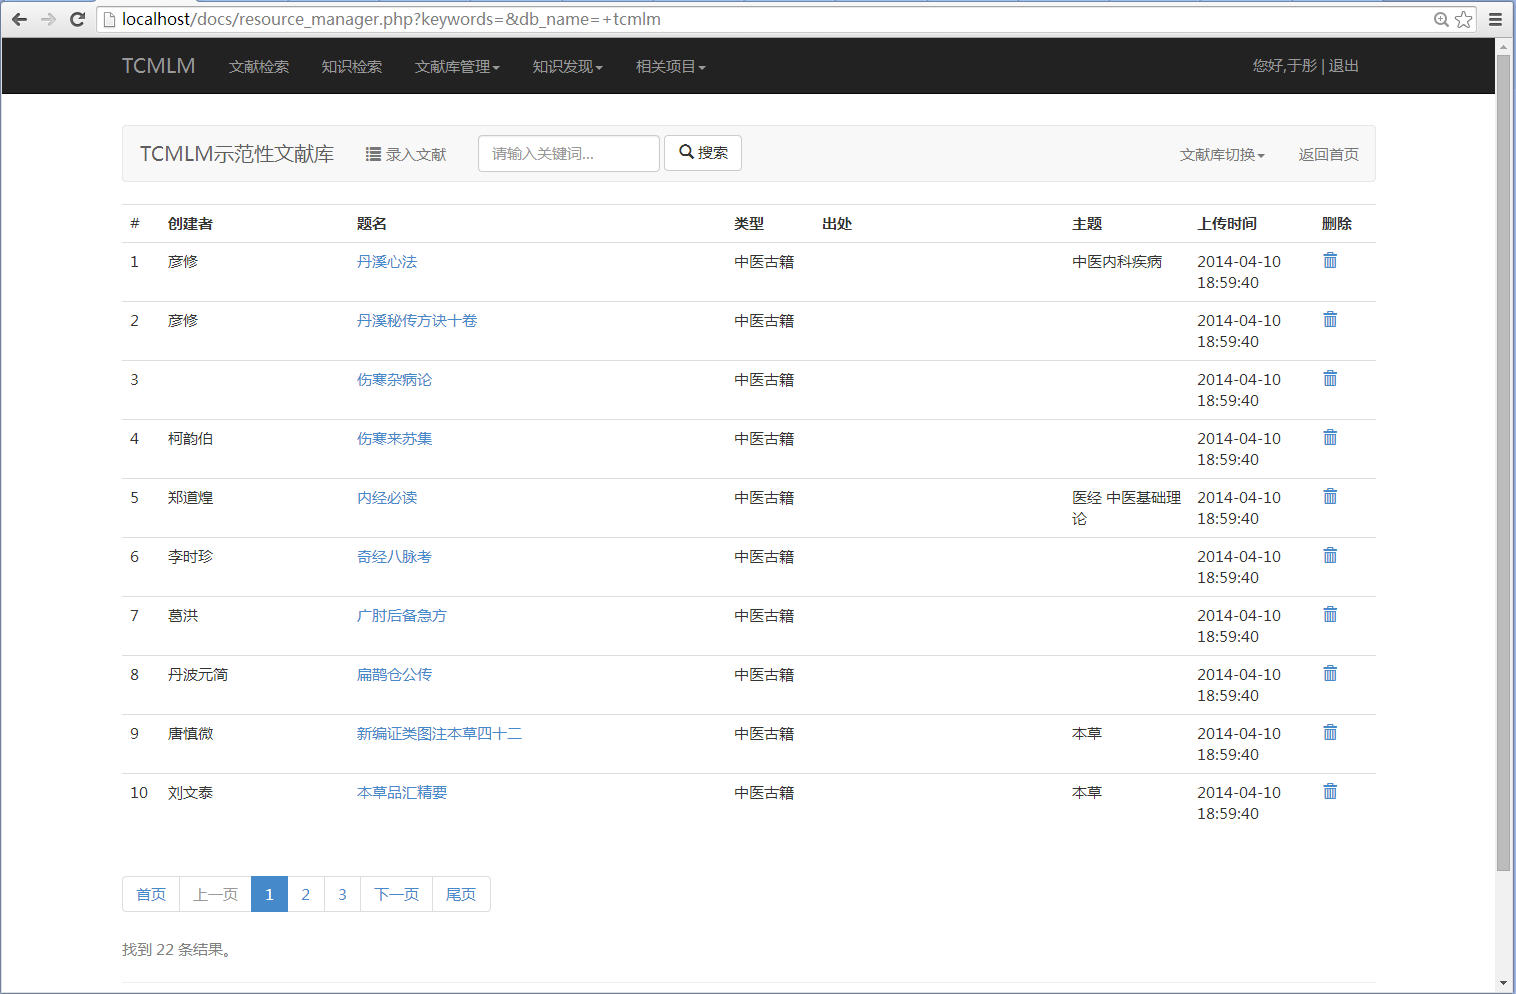 localhost/docs/resource_manager.php?keywords=&db_name=+tcmlm
TCMLM 文献检索 知识检索 文献库管理 知识发现 相关项目 您好,于彤 | 退出
TCMLM示范性文献库 录入文献 请输入关键词... 搜索 文献库切换 返回首页
# 创建者 题名 类型 出处 主题 上传时间 删除
1 彦修 丹溪心法 中医古籍 中医内科疾病 2014-04-10
18:59:40
2 彦修 丹溪秘传方诀十卷 中医古籍 2014-04-10
18:59:40
3 伤寒杂病论 中医古籍 2014-04-10
18:59:40
4 柯韵伯 伤寒来苏集 中医古籍 2014-04-10
18:59:40
5 郑道煌 内经必读 中医古籍 医经 中医基础理 2014-04-10
论 18:59:40
6 李时珍 奇经八脉考 中医古籍 2014-04-10
18:59:40
7 葛洪 广肘后备急方 中医古籍 2014-04-10
18:59:40
8 丹波元简 扁鹊仓公传 中医古籍 2014-04-10
18:59:40
9 唐慎微 新编证类图注本草四十二 中医古籍 本草 2014-04-10
18:59:40
10 刘文泰 本草品汇精要 中医古籍 本草 2014-04-10
18:59:40
首页 上一页 1 2 3 下一页 尾页
找到 22 条结果。